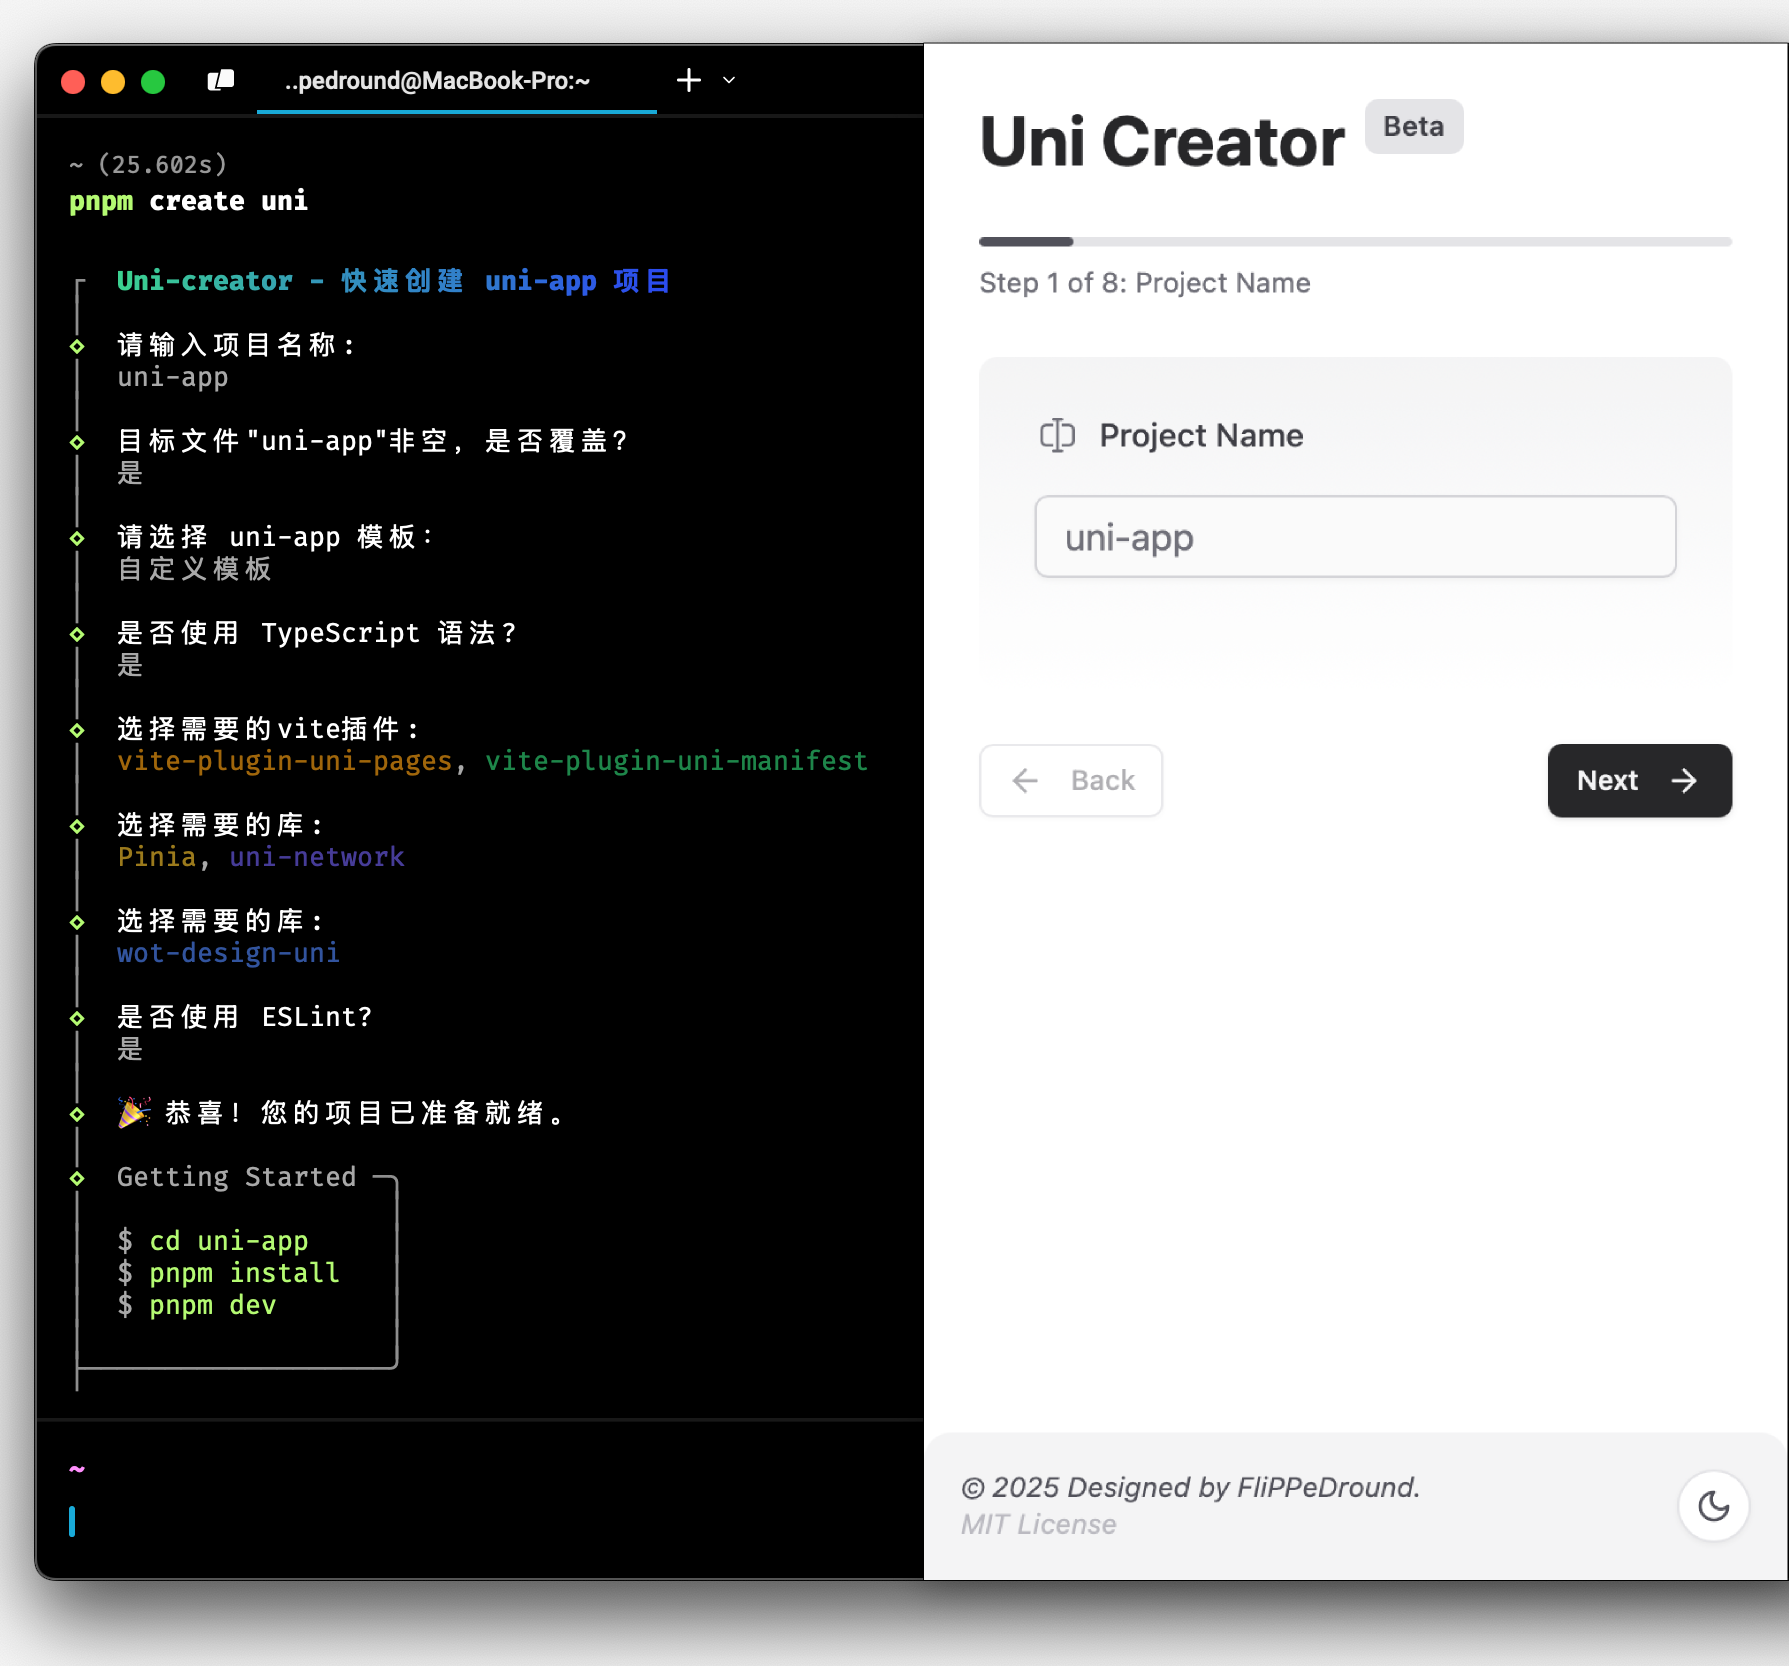 ..pedround@MacBook-Pro:~
~ (25.602s)
pnpm create uni
Uni-creator - 快速创建 uni-app 项目
请输入项目名称:
uni-app
目标文件"uni-app"非空, 是否覆盖?
是
请选择 uni-app 模板:
自定义模板
是否使用 TypeScript 语法?
是
选择需要的vite插件:
vite-plugin-uni-pages, vite-plugin-uni-manifest
选择需要的库:
Pinia, uni-network
选择需要的库:
wot-design-uni
是否使用 ESLint?
是
🎉 恭喜! 您的项目已准备就绪。
Getting Started
$ cd uni-app
$ pnpm install
$ pnpm dev
~
Uni Creator
Beta
Step 1 of 8: Project Name
Project Name
uni-app
Back
Next
© 2025 Designed by FliPPeDround.
MIT License